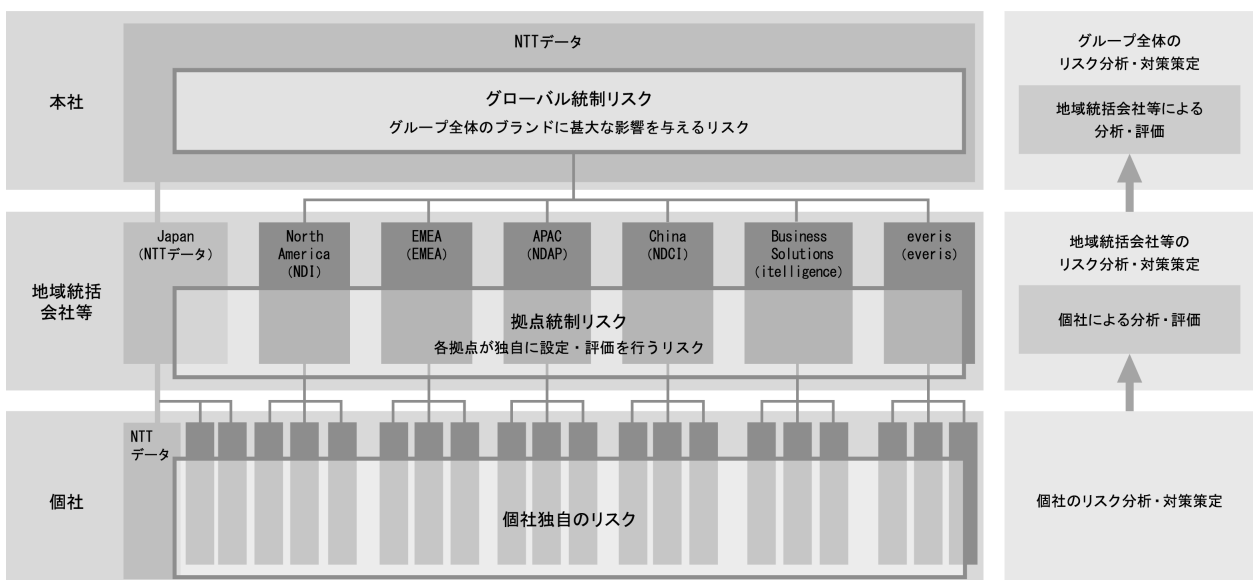 本社
NTTデータ
グローバル統制リスク
グループ全体のブランドに甚大な影響を与えるリスク
グループ全体の
リスク分析・対策策定
地域統括会社等による
分析・評価
地域統括
会社等
Japan
(NTTデータ)
North
America
(NDI)
EMEA
(EMEA)
APAC
(NDAP)
China
(NDCI)
Business
Solutions
(itelligence)
everis
(everis)
拠点統制リスク
各拠点が独自に設定・評価を行うリスク
地域統括会社等の
リスク分析・対策策定
個社による分析・評価
個社
NTT
データ
個社独自のリスク
個社のリスク分析・対策策定